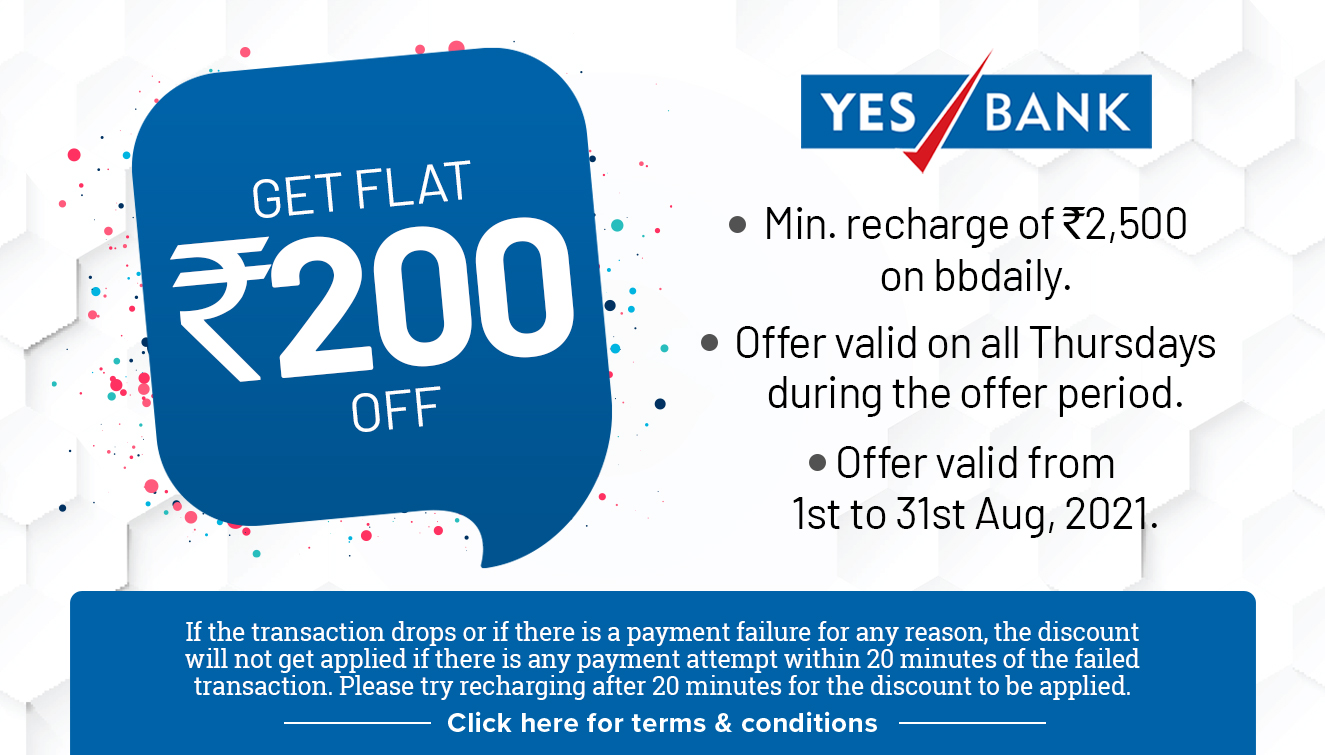 GET FLAT
₹200
OFF
YES BANK
• Min. recharge of ₹2,500
on bbdaily.
• Offer valid on all Thursdays
during the offer period.
• Offer valid from
1st to 31st Aug, 2021.
If the transaction drops or if there is a payment failure for any reason, the discount
will not get applied if there is any payment attempt within 20 minutes of the failed
transaction. Please try recharging after 20 minutes for the discount to be applied.
Click here for terms & conditions